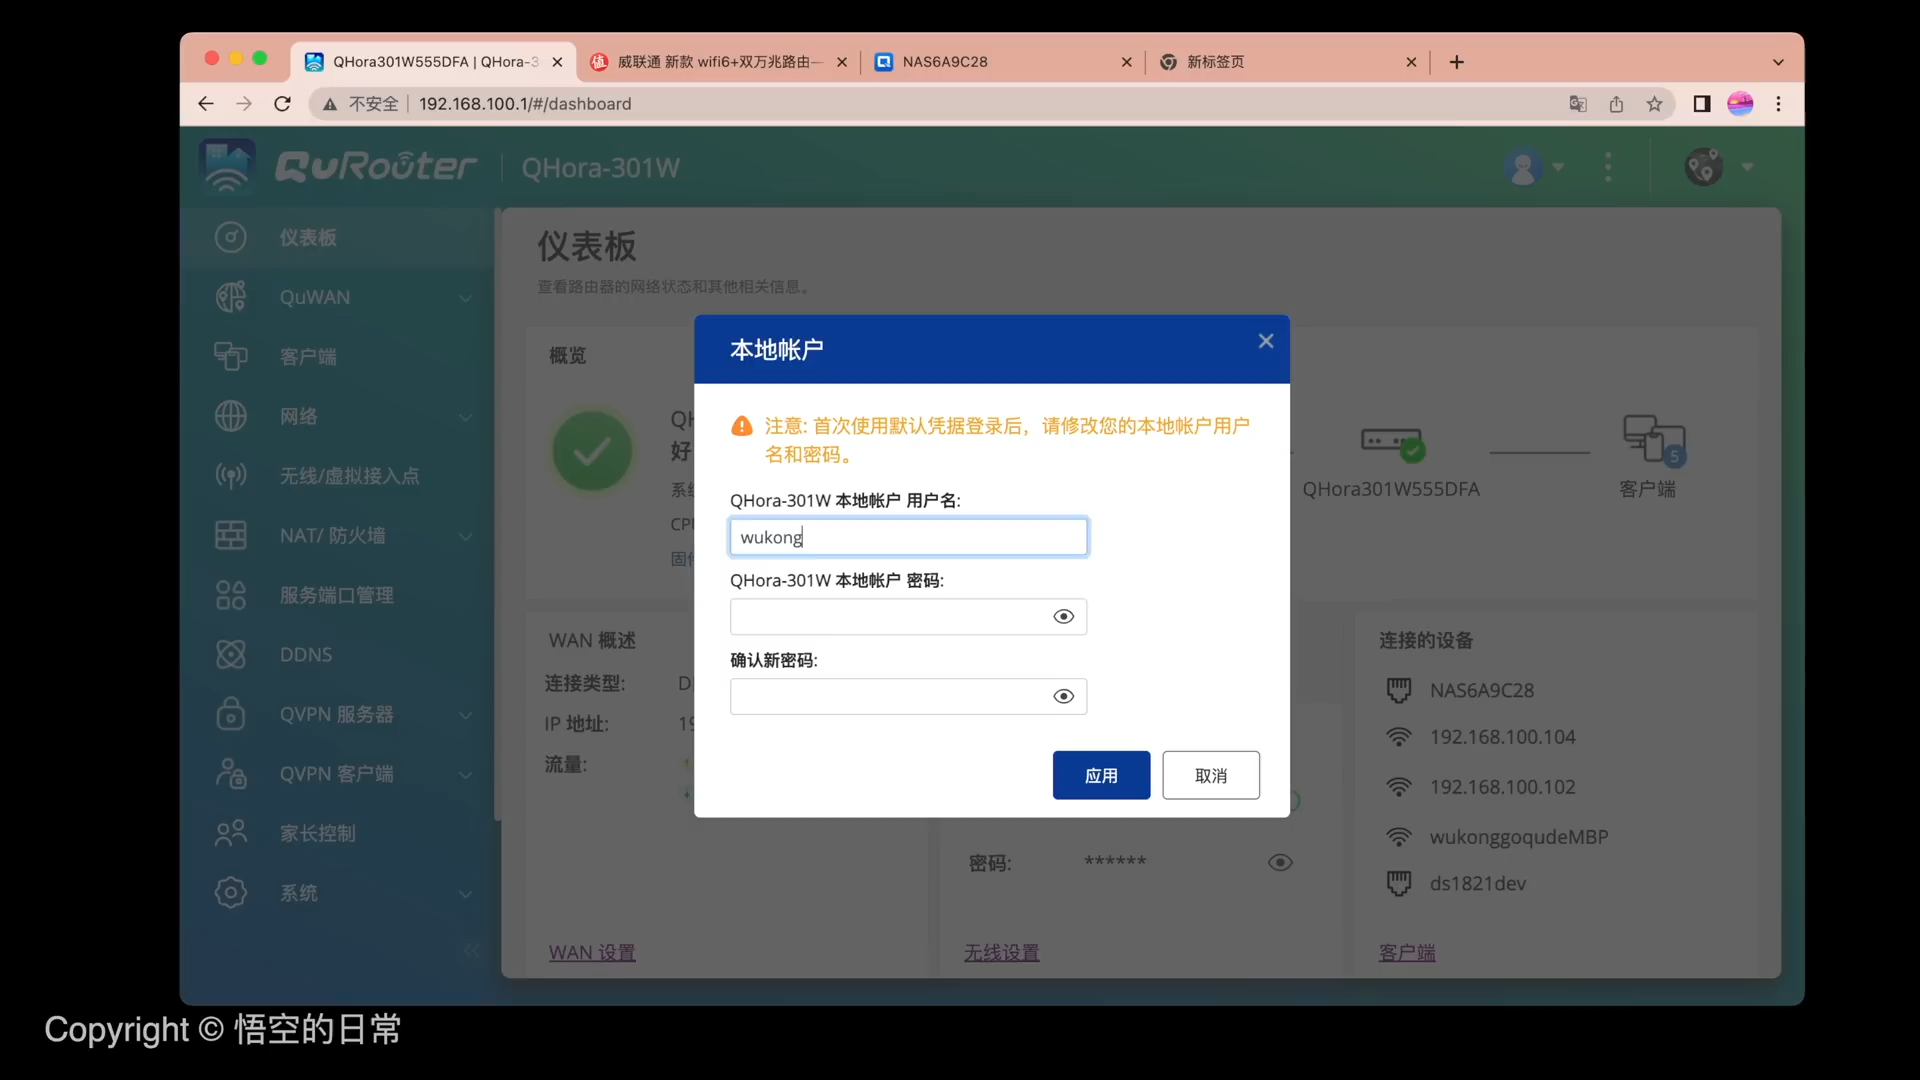 QHora301W555DFA | QHora-3
威联通 新款 wifi6+双万兆路由—
NAS6A9C28
新标签页
不安全
192.168.100.1/#/dashboard
QuRouter
QHora-301W
仪表板
QuWAN
客户端
网络
无线/虚拟接入点
NAT/ 防火墙
服务端口管理
DDNS
QVPN 服务器
QVPN 客户端
家长控制
系统
仪表板
查看路由器的网络状态和其他相关信息。
概览
好
CPU
QHora301W555DFA
5
客户端
本地帐户
注意: 首次使用默认凭据登录后，请修改您的本地帐户用户
名和密码。
QHora-301W 本地帐户 用户名:
wukong
QHora-301W 本地帐户 密码:
确认新密码:
应用
取消
WAN 概述
连接类型:
IP 地址:
流量:
WAN 设置
密码:
******
无线设置
连接的设备
NAS6A9C28
192.168.100.104
192.168.100.102
wukonggoqudeMBP
ds1821dev
客户端
Copyright © 悟空的日常